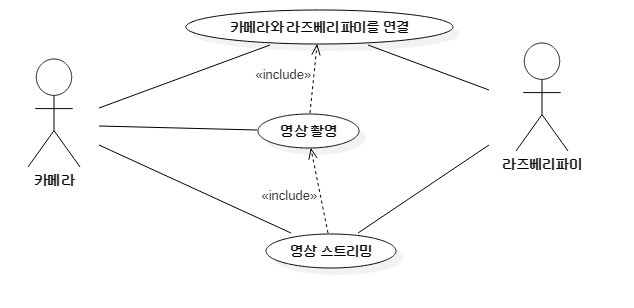 카메라와 라즈베리파이를 연결
«include»
영상 촬영
카메라
라즈베리파이
«include»
영상 스트리밍